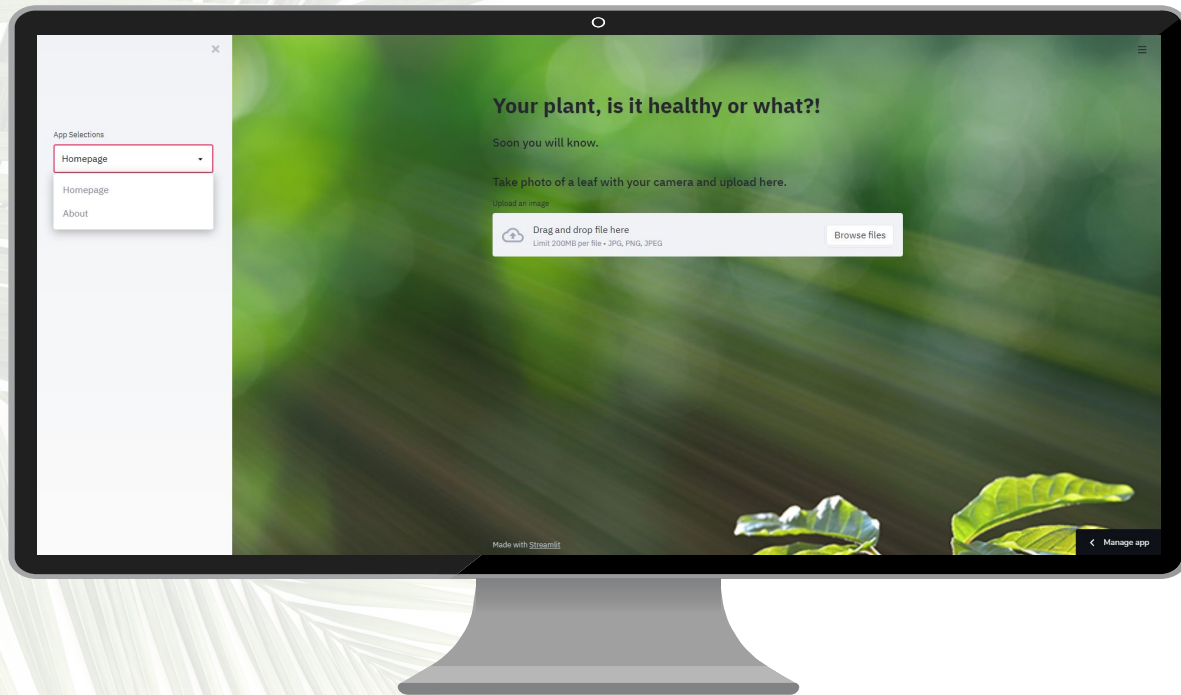 App Selections
Homepage
Homepage
About
Your plant, is it healthy or what?!
Soon you will know.
Take photo of a leaf with your camera and upload here.
Upload an image
Drag and drop file here
Limit 200MB per file • JPG, PNG, JPEG
Browse files
Made with Streamlit
Manage app